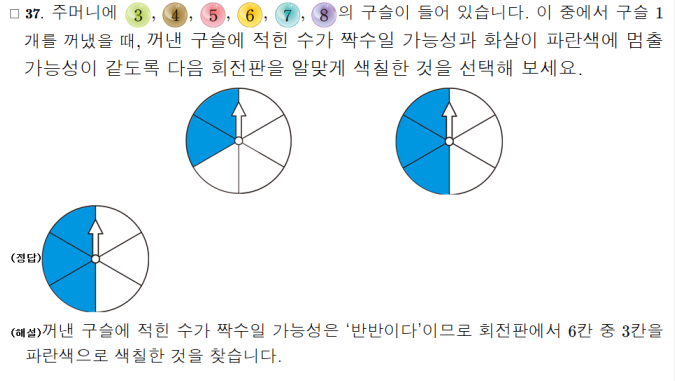 □ 37. 주머니에 3, 4, 5, 6, 7, 8의 구슬이 들어 있습니다. 이 중에서 구슬 1
개를 꺼냈을 때, 꺼낸 구슬에 적힌 수가 짝수일 가능성과 화살이 파란색에 멈출
가능성이 같도록 다음 회전판을 알맞게 색칠한 것을 선택해 보세요.
(정답)
(해설)꺼낸 구슬에 적힌 수가 짝수일 가능성은 ‘반반이다’이므로 회전판에서 6칸 중 3칸을
파란색으로 색칠한 것을 찾습니다.